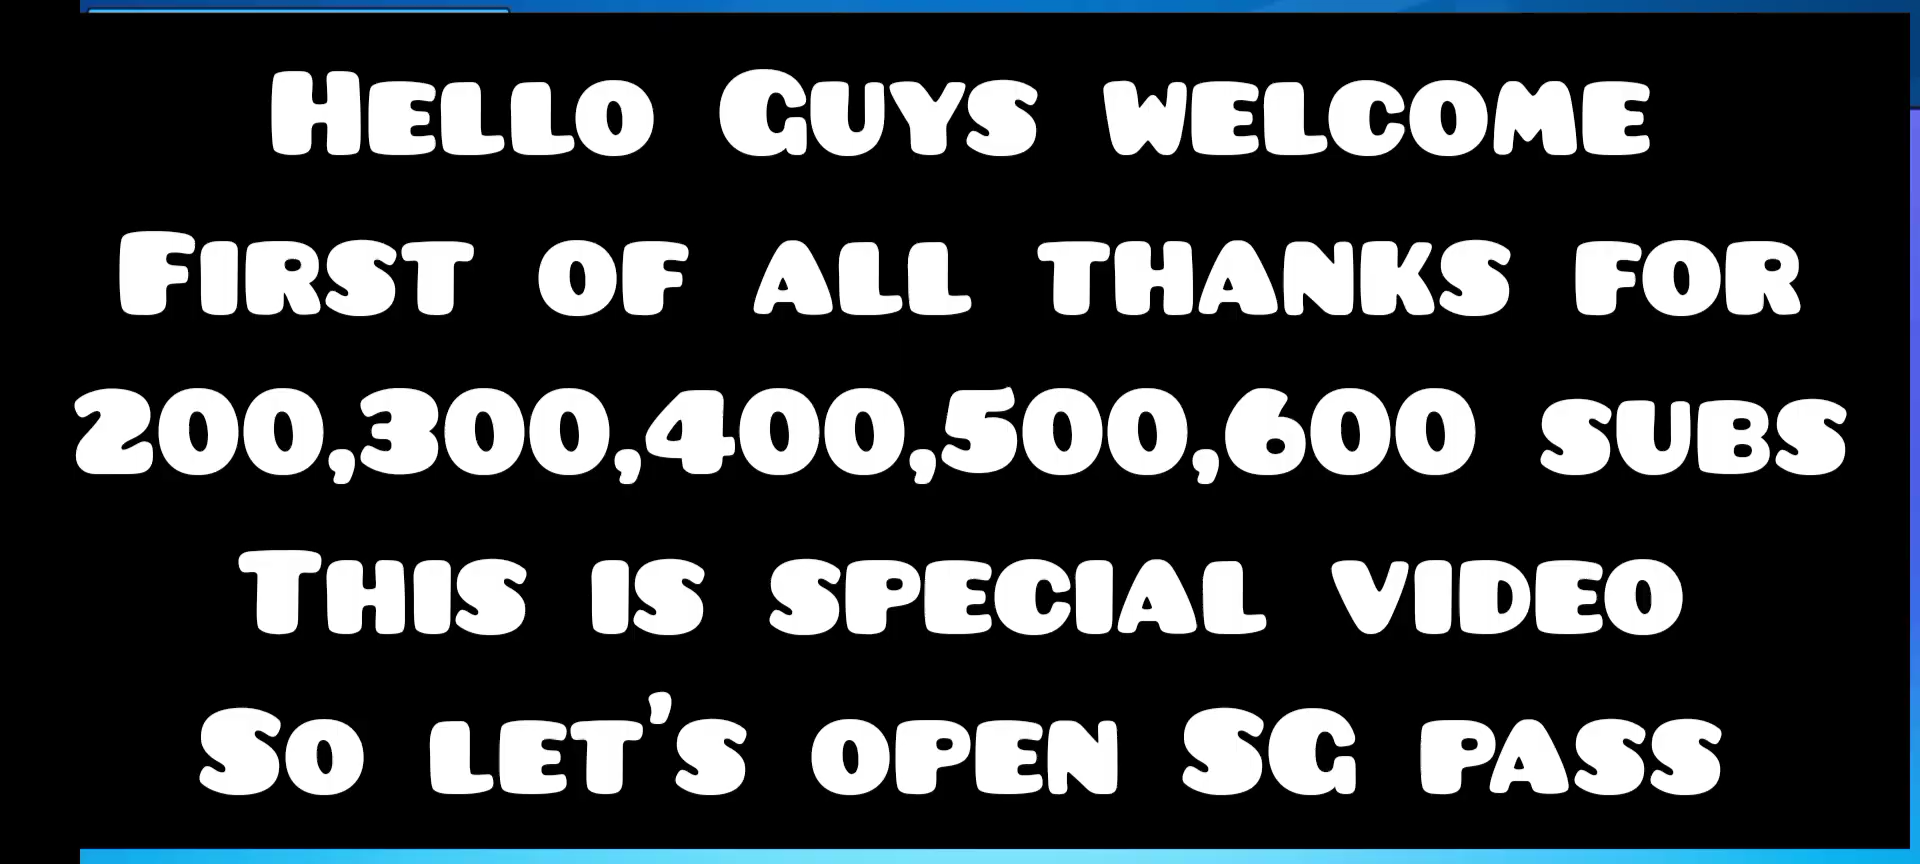 Hello Guys welcome
First of all thanks for
200,300,400,500,600 subs
This is special video
So let's open SG pass